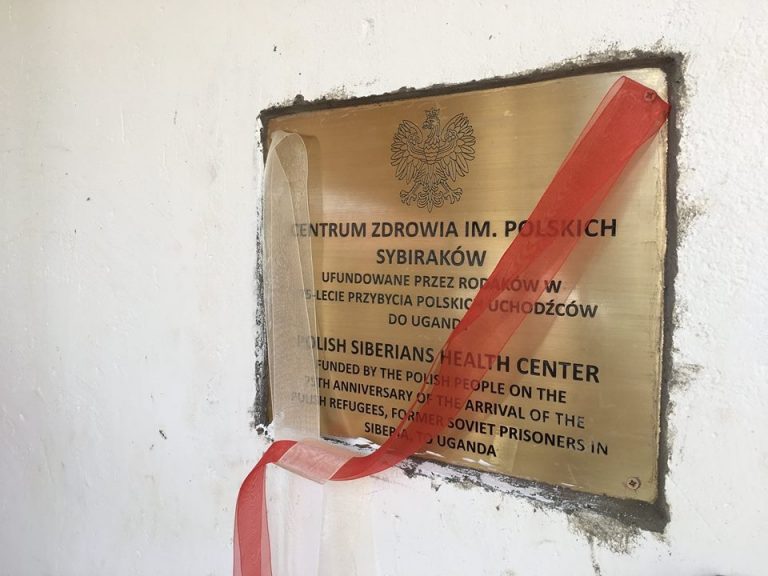 CENTRUM ZDROWIA IM. POLSKICH
SYBIRAKÓW
UFUNDOWANE PRZEZ RODAKÓW W
75-LECIE PRZYBYCIA POLSKICH UCHODŹCÓW
DO UGANDY
POLISH SIBERIANS HEALTH CENTER
FUNDED BY THE POLISH PEOPLE ON THE
75TH ANNIVERSARY OF THE ARRIVAL OF THE
POLISH REFUGEES, FORMER SOVIET PRISONERS IN
SIBERIA, TO UGANDA